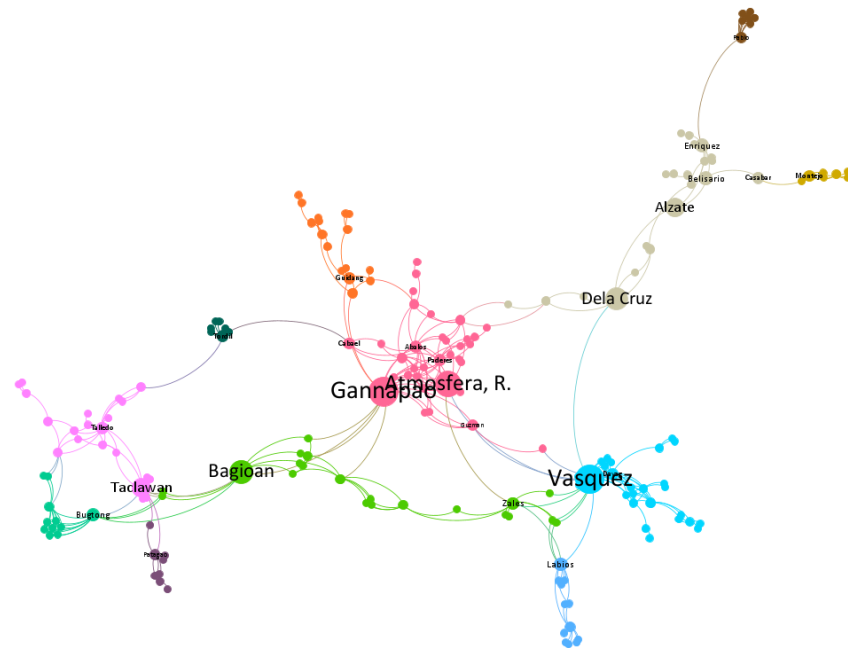 Enriquez
Belisario
Casabar
Montejo
Alzate
Guidang
Dela Cruz
Cabael
Abalos
Paderes
Gannapao
Atmosfera, R.
Guzman
Talledo
Bagioan
Vasquez
Taclawan
Zales
Bugtong
Labios